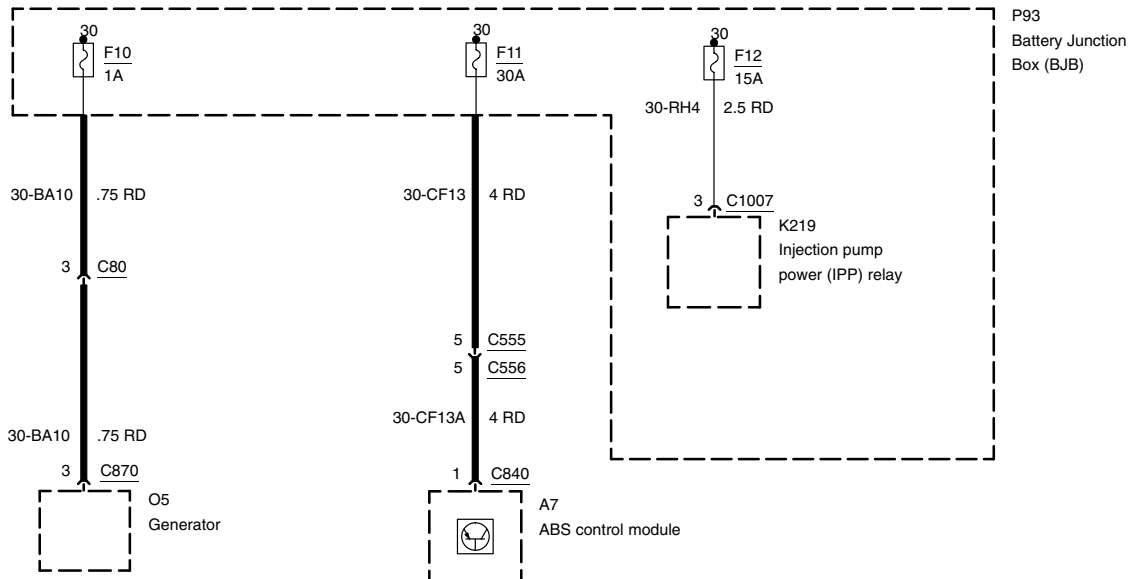 P93
Battery Junction
Box (BJB)
30
F10
1A
30
F11
30A
30
F12
15A
30-RH4 2.5 RD
30-BA10 .75 RD
30-CF13 4 RD
3 C1007
K219
Injection pump
power (IPP) relay
3 C80
5 C555
5 C556
30-CF13A 4 RD
30-BA10 .75 RD
3 C870
1 C840
O5
Generator
A7
ABS control module